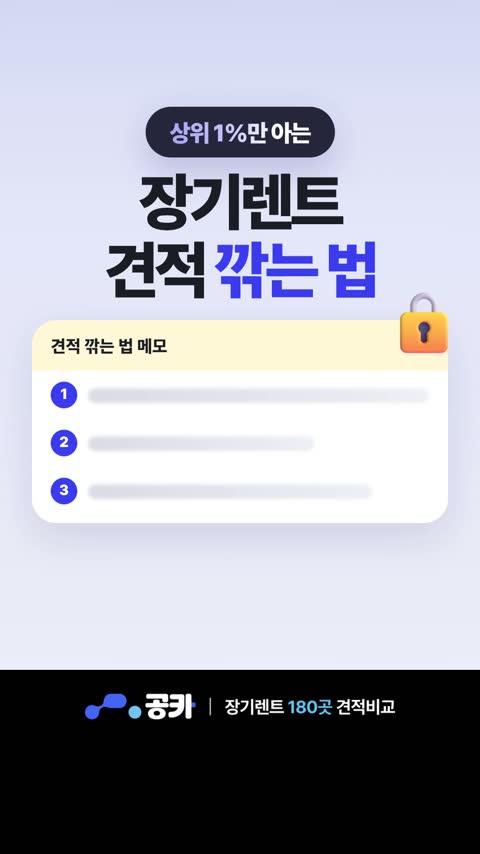 상위 1%만 아는
장기렌트
견적 깎는 법
견적 깎는 법 메모
1
2
3
공카 | 장기렌트 180곳 견적비교